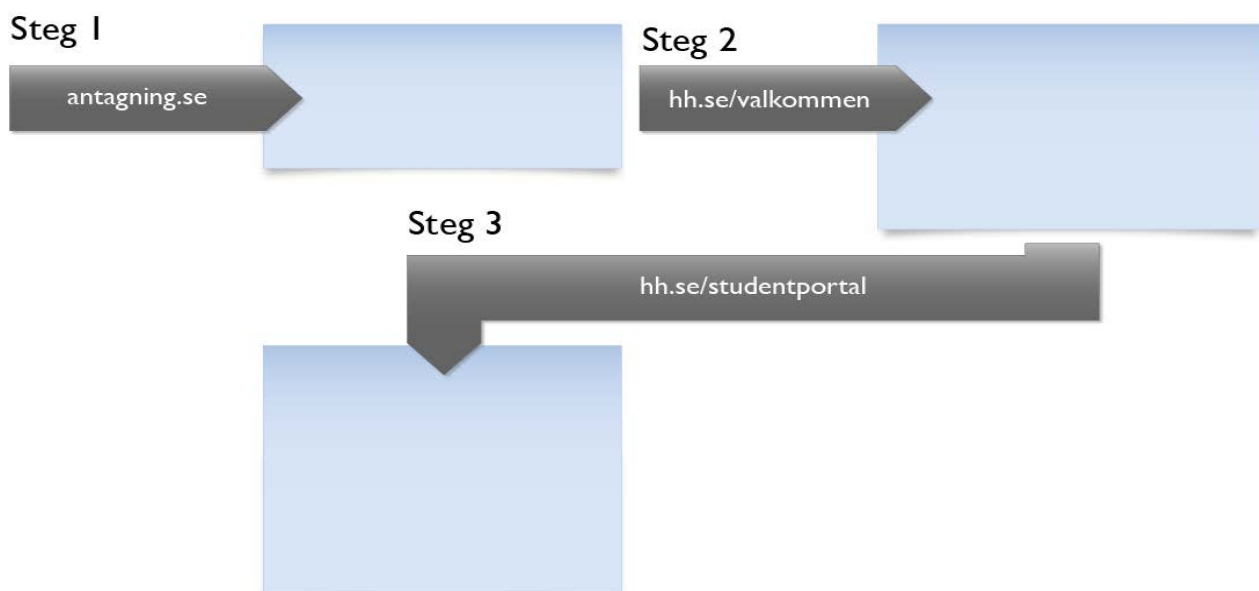 Steg 1
antagning.se
Steg 2
hh.se/valkommen
Steg 3
hh.se/studentportal